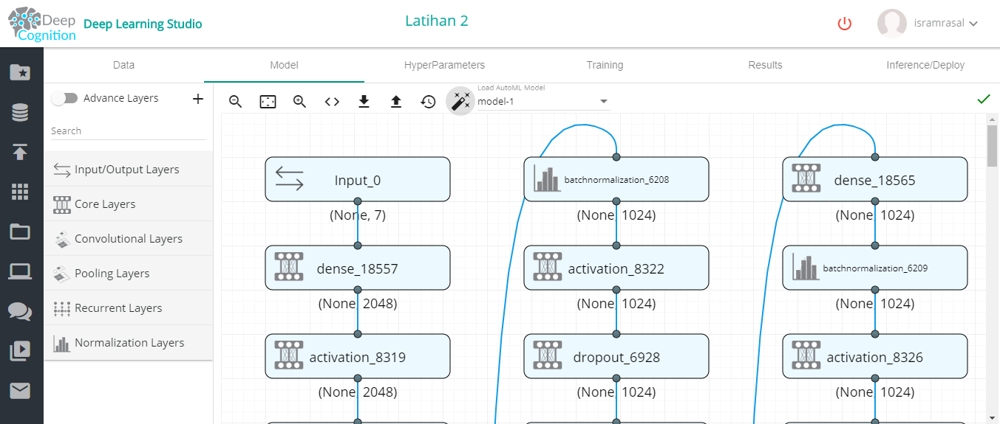 Deep
Cognition
Deep Learning Studio
Latihan 2
isramrasal
Data
Model
HyperParameters
Training
Results
Inference/Deploy
Advance Layers
Search
Input/Output Layers
Core Layers
Convolutional Layers
Pooling Layers
Recurrent Layers
Normalization Layers
Load AutoML Model
model-1
Input_0
(None, 7)
dense_18557
(None, 2048)
activation_8319
(None, 2048)
batchnormalization_6208
(None, 1024)
activation_8322
(None, 1024)
dropout_6928
(None, 1024)
dense_18565
(None, 1024)
batchnormalization_6209
(None, 1024)
activation_8326
(None, 1024)